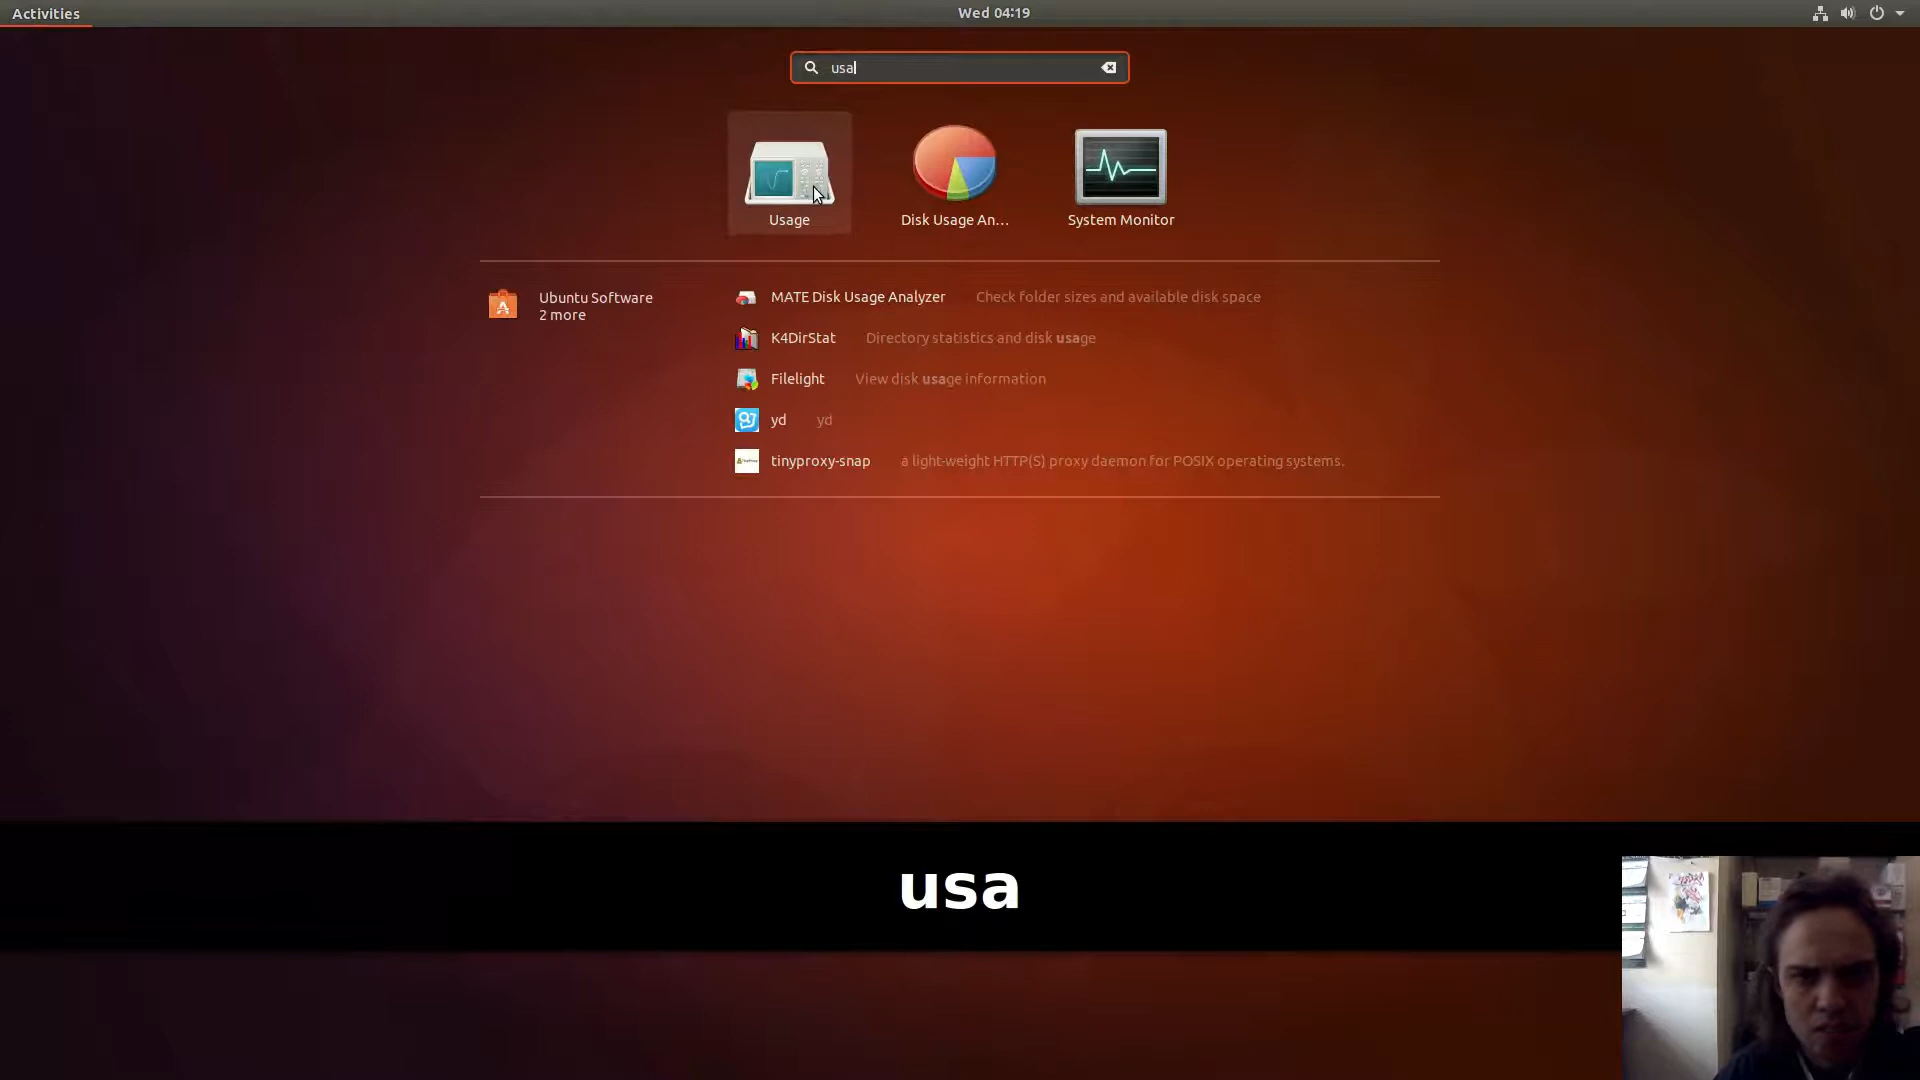 Activities
Wed 04:19
usa
Usage
Disk Usage An...
System Monitor
Ubuntu Software
2 more
MATE Disk Usage Analyzer Check folder sizes and available disk space
K4DirStat Directory statistics and disk usage
Filelight View disk usage information
yd yd
tinyproxy-snap a light-weight HTTP(S) proxy daemon for POSIX operating systems.
usa